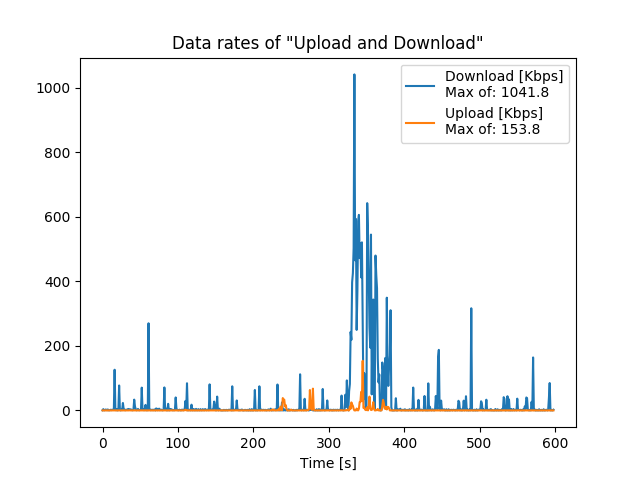 Data rates of "Upload and Download"
Download [Kbps]
Max of: 1041.8
Upload [Kbps]
Max of: 153.8
1000
800
600
400
200
0
0 100 200 300 400 500 600
Time [s]